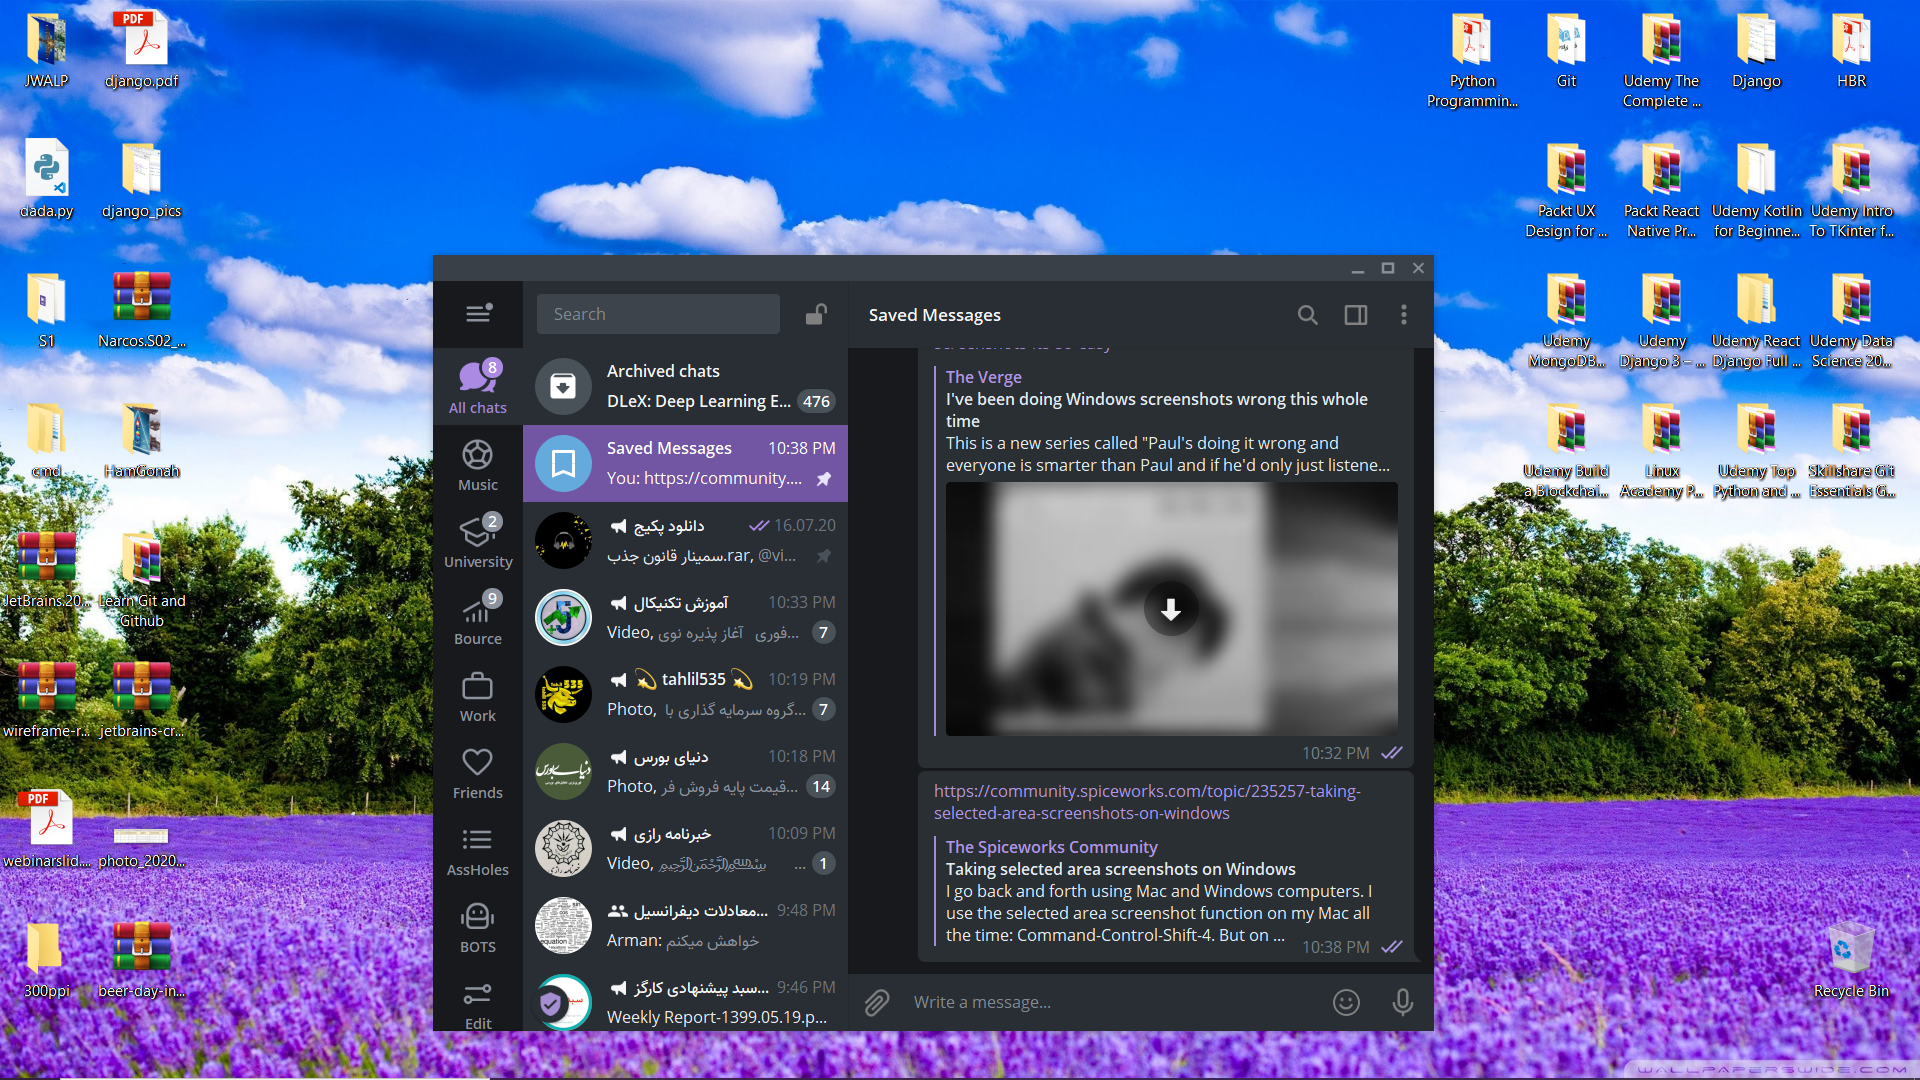 JWALP
django.pdf
dada.py
django_pics
S1
Narcos.S02_...
cmd
HamGonah
JetBrains.20...
Learn Git and
Github
wireframe-r...
jetbrains-cr...
webinarslid....
photo_2020...
300ppi
beer-day-in...
PDF
PDF
Python
Programmin...
Git
Udemy The
Complete ...
Django
HBR
Packt UX
Design for ...
Packt React
Native Pr...
Udemy Kotlin
for Beginne...
Udemy Intro
To TKinter f...
Udemy
MongoDB...
Udemy
Django 3 – ...
Udemy React
Django Full ...
Udemy Data
Science 20...
Udemy Build
a Blockchai...
Linux
Academy P...
Udemy Top
Python and ...
Skillshare Git
Essentials G...
Recycle Bin
All chats
8
Music
University
2
Bource
9
Work
Friends
AssHoles
BOTS
Edit
Search
Archived chats
DLeX: Deep Learning E... 476
Saved Messages 10:38 PM
You: https://community....
دانلود پکیج 16.07.20
سمینار قانون جذب.rar, @vi...
آموزش تکنیکال 10:33 PM
Video, فوری آغاز پذیره نوی... 7
tahlil535 10:19 PM
Photo, گروه سرمایه گذاری با... 7
دنیای بورس 10:18 PM
Photo, قیمت پایه فروش فر... 14
خبرنامه رازی 10:09 PM
Video, ﷽ ... 1
معادلات دیفرانسیل... 9:48 PM
Arman: خواهش میکنم
سبد پیشنهادی کارگز... 9:46 PM
Weekly Report-1399.05.19.p...
Saved Messages
screenshots-its-so-easy
The Verge
I've been doing Windows screenshots wrong this whole
time
This is a new series called "Paul's doing it wrong and
everyone is smarter than Paul and if he'd only just listene...
10:32 PM
https://community.spiceworks.com/topic/235257-taking-
selected-area-screenshots-on-windows
The Spiceworks Community
Taking selected area screenshots on Windows
I go back and forth using Mac and Windows computers. I
use the selected area screenshot function on my Mac all
the time: Command-Control-Shift-4. But on ...
10:38 PM
Write a message...
WALLPAPERSWIDE.COM